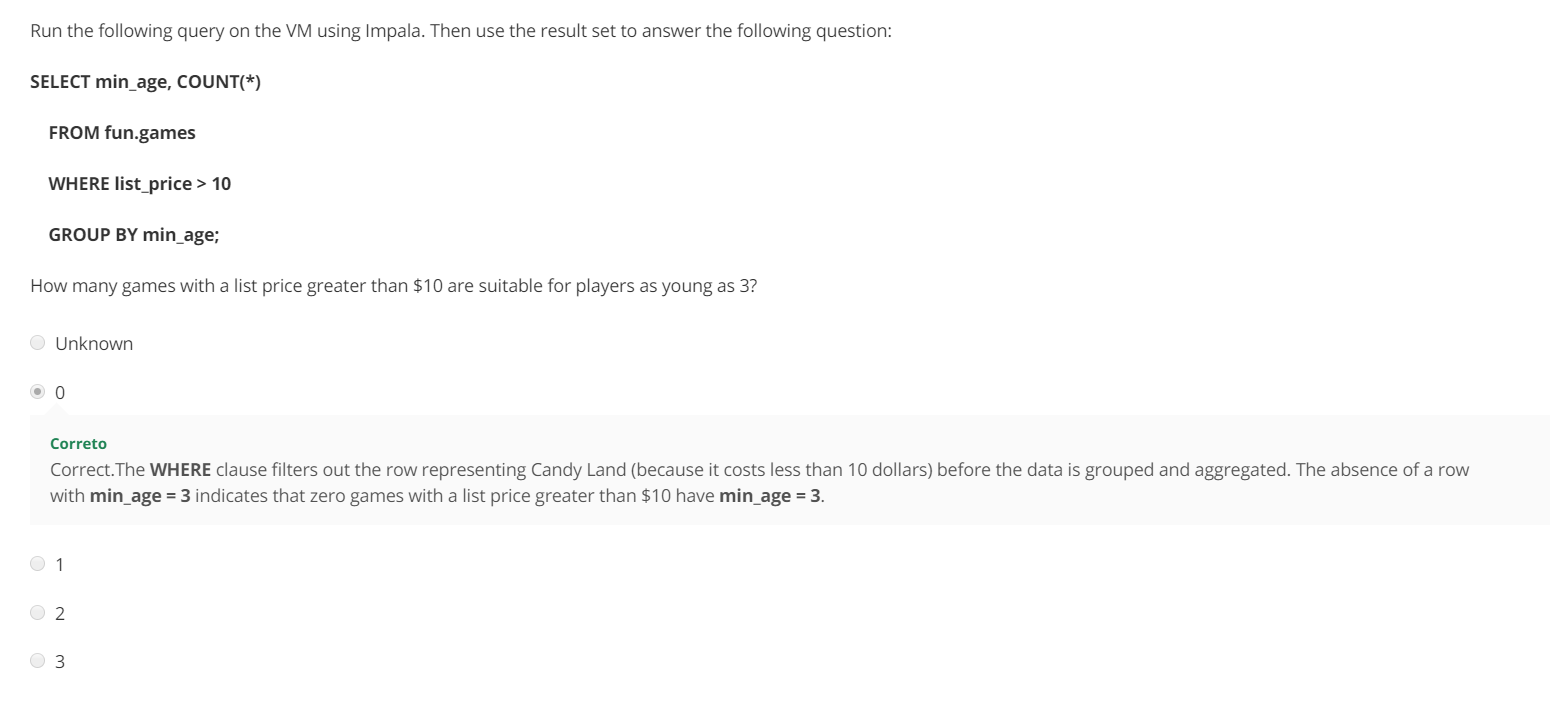 Run the following query on the VM using Impala. Then use the result set to answer the following question:
SELECT min_age, COUNT(*)
FROM fun.games
WHERE list_price > 10
GROUP BY min_age;
How many games with a list price greater than $10 are suitable for players as young as 3?
Unknown
0
Correto
Correct.The WHERE clause filters out the row representing Candy Land (because it costs less than 10 dollars) before the data is grouped and aggregated. The absence of a row
with min_age = 3 indicates that zero games with a list price greater than $10 have min_age = 3.
1
2
3